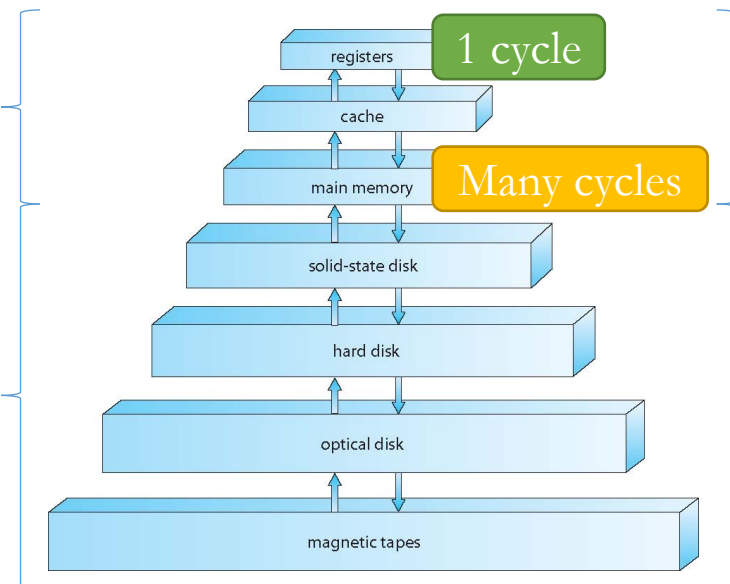 registers
1 cycle
cache
main memory
Many cycles
solid-state disk
hard disk
optical disk
magnetic tapes